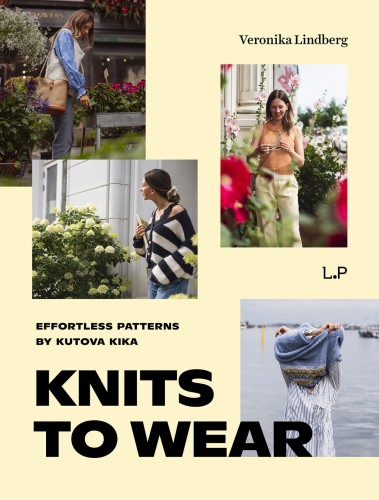 Veronika Lindberg
L.P
EFFORTLESS PATTERNS
BY KUTOVA KIKA
KNITS
TO WEAR